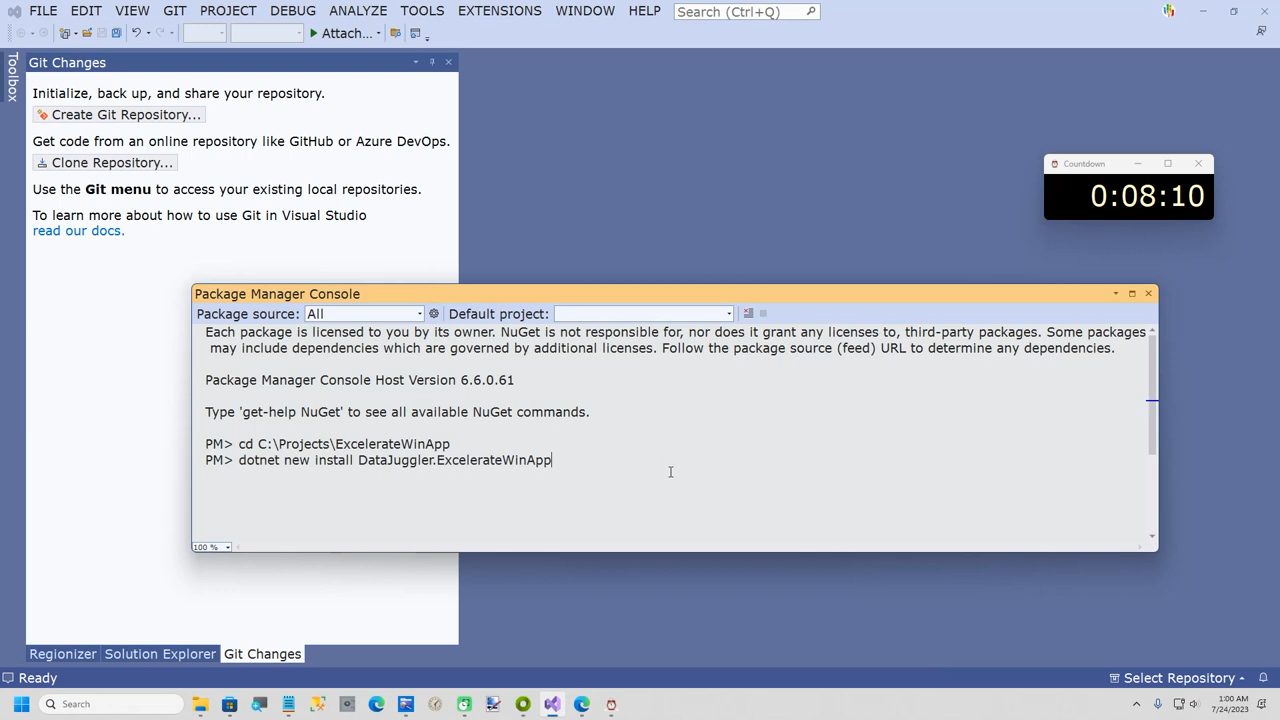 FILE EDIT VIEW GIT PROJECT DEBUG ANALYZE TOOLS EXTENSIONS WINDOW HELP Search (Ctrl+Q)
Attach...
Toolbox
Git Changes
Initialize, back up, and share your repository.
Create Git Repository...
Get code from an online repository like GitHub or Azure DevOps.
Clone Repository...
Use the Git menu to access your existing local repositories.
To learn more about how to use Git in Visual Studio
read our docs.
Countdown
0:08:10
Package Manager Console
Package source: All Default project:
Each package is licensed to you by its owner. NuGet is not responsible for, nor does it grant any licenses to, third-party packages. Some packages
may include dependencies which are governed by additional licenses. Follow the package source (feed) URL to determine any dependencies.
Package Manager Console Host Version 6.6.0.61
Type 'get-help NuGet' to see all available NuGet commands.
PM> cd C:\Projects\ExcelerateWinApp
PM> dotnet new install DataJuggler.ExcelerateWinApp
100 %
Regionizer Solution Explorer Git Changes
Ready Select Repository
Search
1:00 AM
7/24/2023